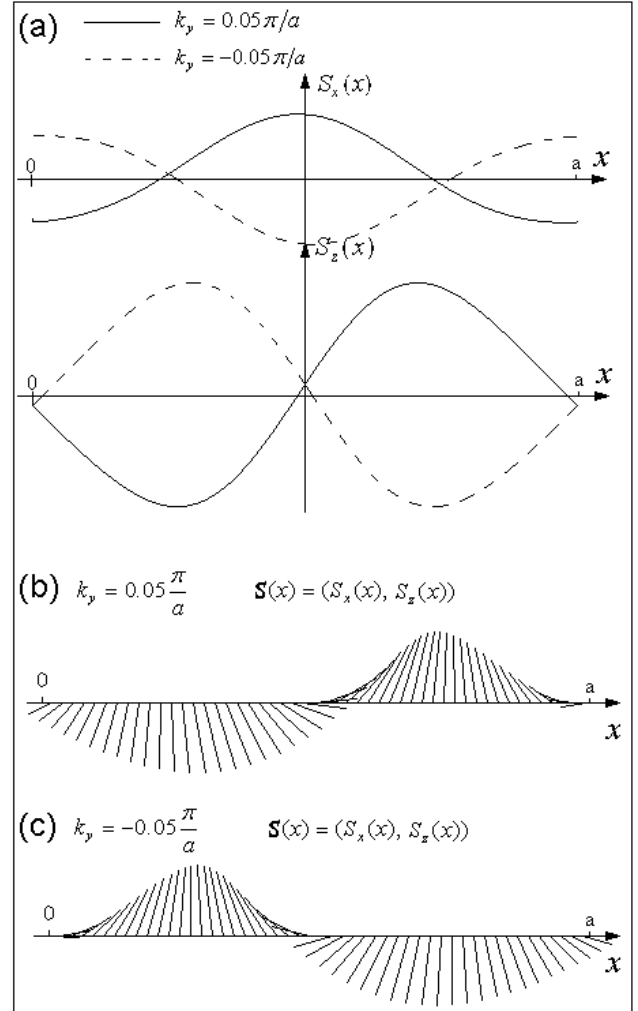 (a)
k_y = 0.05π/a
k_y = −0.05π/a
S_x(x)
0 a x
S_z(x)
0 a x
(b) k_y = 0.05 π/a S(x) = (S_x(x), S_z(x))
0 a
x
(c) k_y = −0.05 π/a S(x) = (S_x(x), S_z(x))
0 a
x